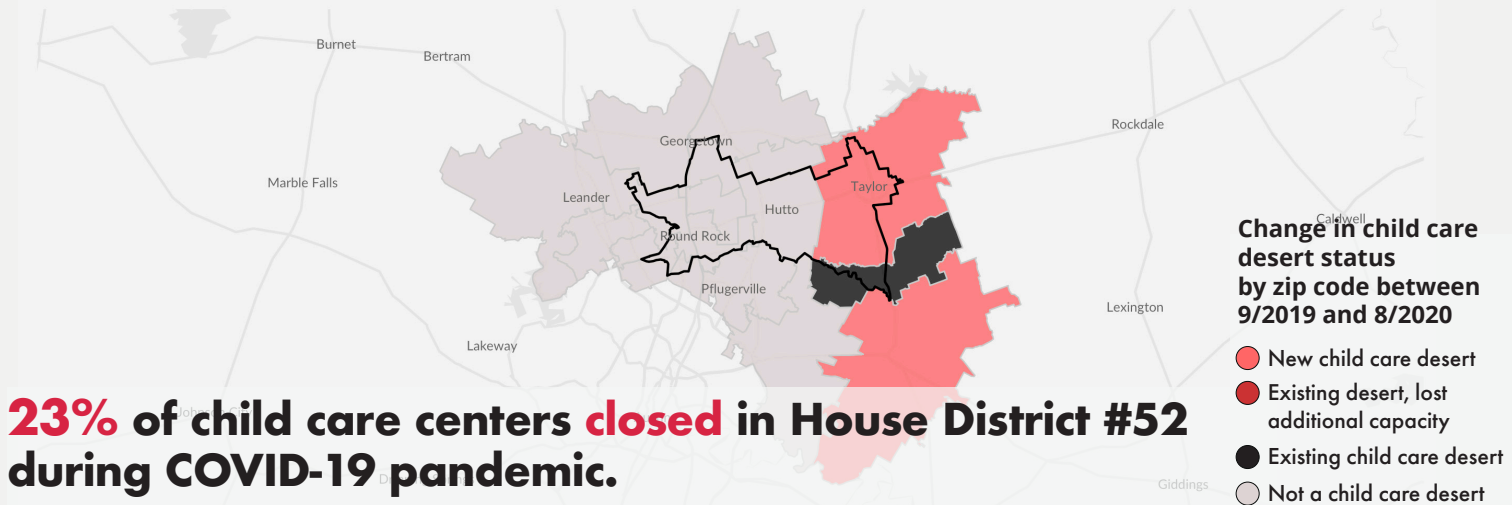 Burnet
Bertram
Georgetown
Rockdale
Marble Falls
Leander
Taylor
Hutto
Round Rock
Caldwell
Pflugerville
Lexington
Lakeway
Giddings
Change in child care
desert status
by zip code between
9/2019 and 8/2020
New child care desert
Existing desert, lost
additional capacity
Existing child care desert
Not a child care desert
23% of child care centers closed in House District #52
during COVID-19 pandemic.